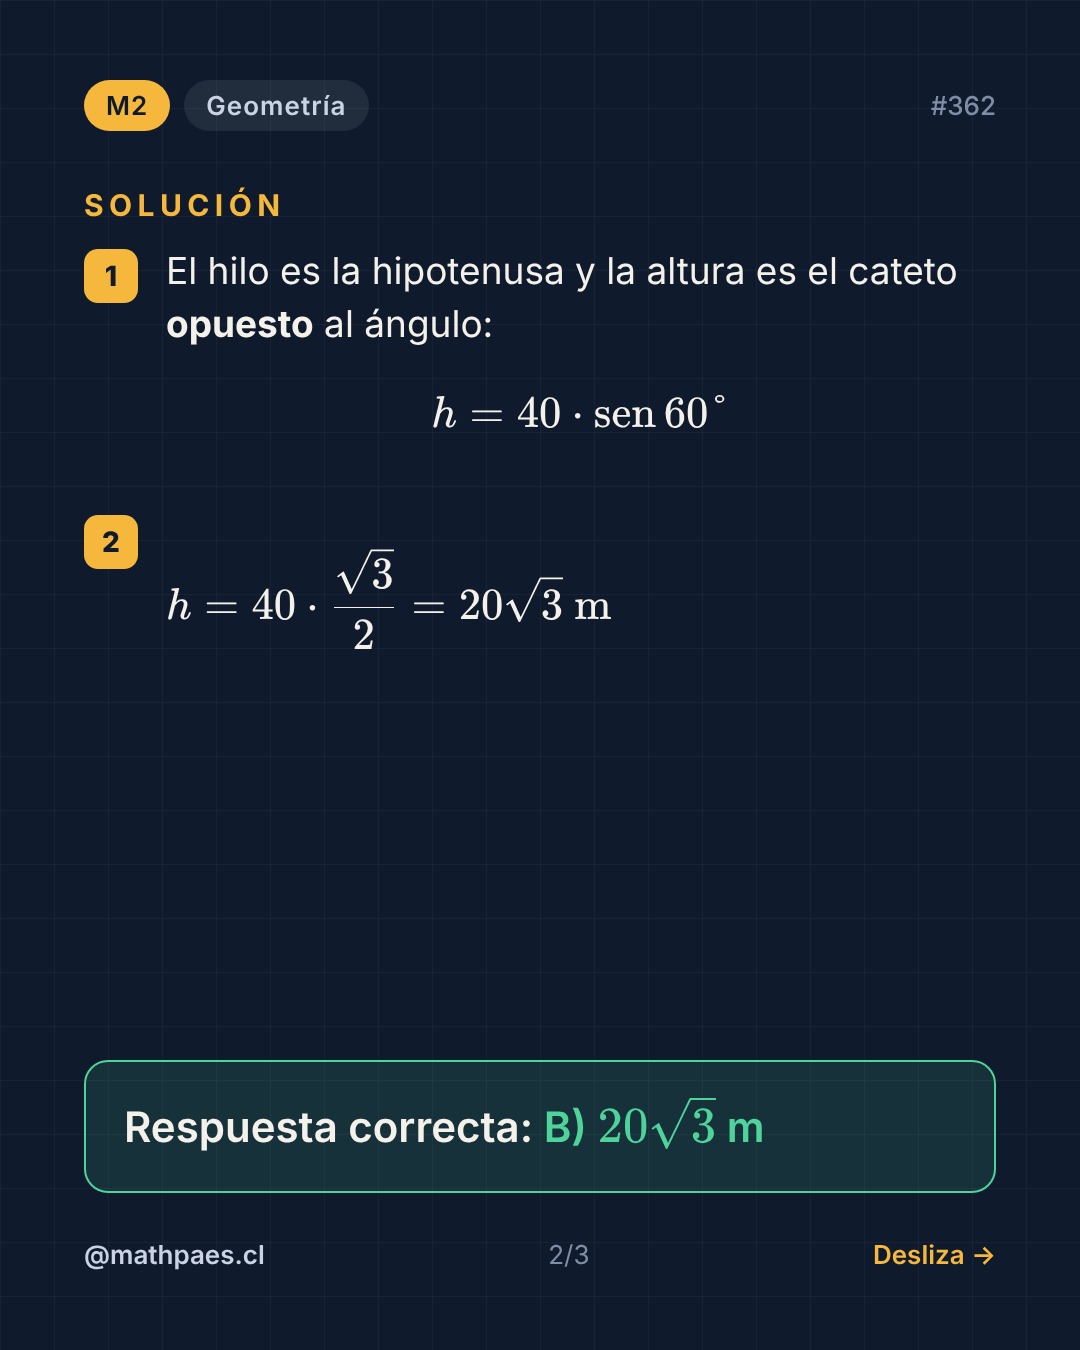 M2 Geometría #362
SOLUCIÓN
1 El hilo es la hipotenusa y la altura es el cateto
opuesto al ángulo:
h = 40 · sen 60°
2
h = 40 · √3/2 = 20√3 m
Respuesta correcta: B) 20√3 m
@mathpaes.cl 2/3 Desliza →